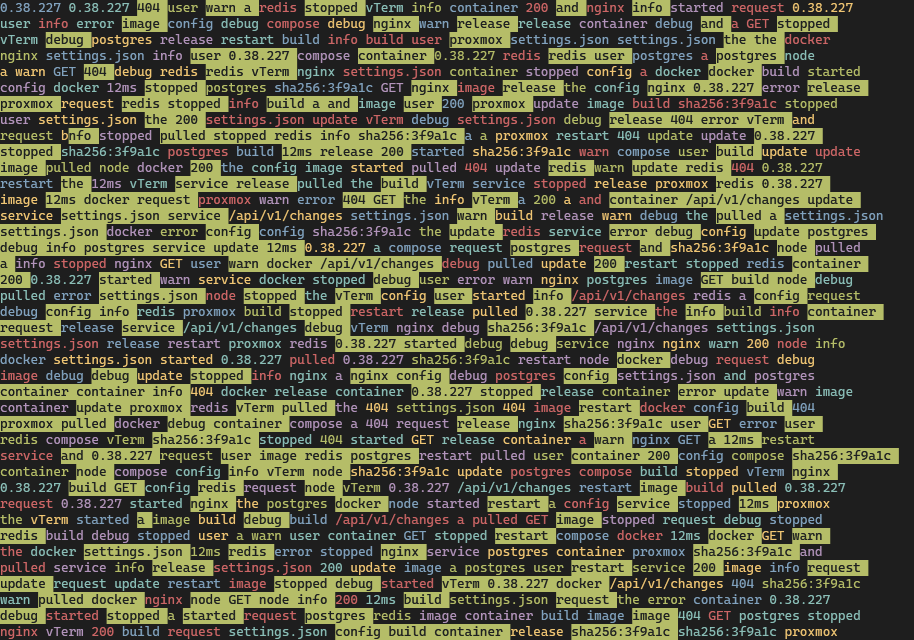 0.38.227 0.38.227 404 user warn a redis stopped vTerm info container 200 and nginx info started request 0.38.227
user info error image config debug compose debug nginx warn release release container debug and a GET stopped
vTerm debug postgres release restart build info build user proxmox settings.json settings.json the the docker
nginx settings.json info user 0.38.227 compose container 0.38.227 redis redis user postgres a postgres node
a warn GET 404 debug redis redis vTerm nginx settings.json container stopped config a docker docker build started
config docker 12ms stopped postgres sha256:3f9a1c GET nginx image release the config nginx 0.38.227 error release
proxmox request redis stopped info build a and image user 200 proxmox update image build sha256:3f9a1c stopped
user settings.json the 200 settings.json update vTerm debug settings.json debug release 404 error vTerm and
request bnfo stopped pulled stopped redis info sha256:3f9a1c a a proxmox restart 404 update update 0.38.227
stopped sha256:3f9a1c postgres build 12ms release 200 started sha256:3f9a1c warn compose user build update update
image pulled node docker 200 the config image started pulled 404 update redis warn update redis 404 0.38.227
restart the 12ms vTerm service release pulled the build vTerm service stopped release proxmox redis 0.38.227
image 12ms docker request proxmox warn error 404 GET the info vTerm a 200 a and container /api/v1/changes update
service settings.json service /api/v1/changes settings.json warn build release warn debug the pulled a settings.json
settings.json docker error config config sha256:3f9a1c the update redis service error debug config update postgres
debug info postgres service update 12ms 0.38.227 a compose request postgres request and sha256:3f9a1c node pulled
a info stopped nginx GET user warn docker /api/v1/changes debug pulled update 200 restart stopped redis container
200 0.38.227 started warn service docker stopped debug user error warn nginx postgres image GET build node debug
pulled error settings.json node stopped the vTerm config user started info /api/v1/changes redis a config request
debug config info redis proxmox build stopped restart release pulled 0.38.227 service the info build info container
request release service /api/v1/changes debug vTerm nginx debug sha256:3f9a1c /api/v1/changes settings.json
settings.json release restart proxmox redis 0.38.227 started debug debug service nginx nginx warn 200 node info
docker settings.json started 0.38.227 pulled 0.38.227 sha256:3f9a1c restart node docker debug request debug
image debug debug update stopped info nginx a nginx config debug postgres config settings.json and postgres
container container info 404 docker release container 0.38.227 stopped release container error update warn image
container update proxmox redis vTerm pulled the 404 settings.json 404 image restart docker config build 404
proxmox pulled docker debug container compose a 404 request release nginx sha256:3f9a1c user GET error user
redis compose vTerm sha256:3f9a1c stopped 404 started GET release container a warn nginx GET a 12ms restart
service and 0.38.227 request user image redis postgres restart pulled user container 200 config compose sha256:3f9a1c
container node compose config info vTerm node sha256:3f9a1c update postgres compose build stopped vTerm nginx
0.38.227 build GET config redis request node vTerm 0.38.227 /api/v1/changes restart image build pulled 0.38.227
request 0.38.227 started nginx the postgres docker node started restart a config service stopped 12ms proxmox
the vTerm started a image build debug build /api/v1/changes a pulled GET image stopped request debug stopped
redis build debug stopped user a warn user container GET stopped restart compose docker 12ms docker GET warn
the docker settings.json 12ms redis error stopped nginx service postgres container proxmox sha256:3f9a1c and
pulled service info release settings.json 200 update image a postgres user restart service 200 image info request
update request update restart image stopped debug started vTerm 0.38.227 docker /api/v1/changes 404 sha256:3f9a1c
warn pulled docker nginx node GET node info 200 12ms build settings.json request the error container 0.38.227
debug started stopped a started request postgres redis image container build image image 404 GET postgres stopped
nginx vTerm 200 build request settings.json config build container release sha256:3f9a1c sha256:3f9a1c proxmox